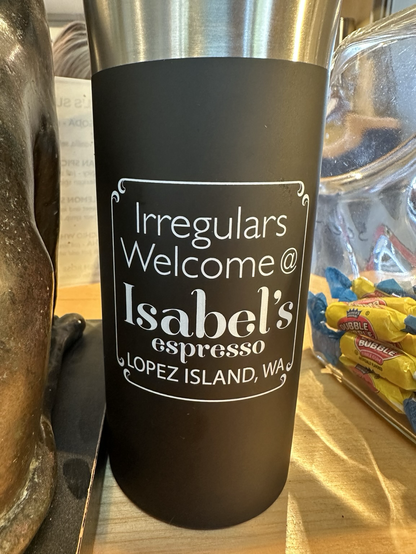 Irregulars
Welcome @
Isabel's
espresso
LOPEZ ISLAND, WA
BUBBLE
BUBBLE